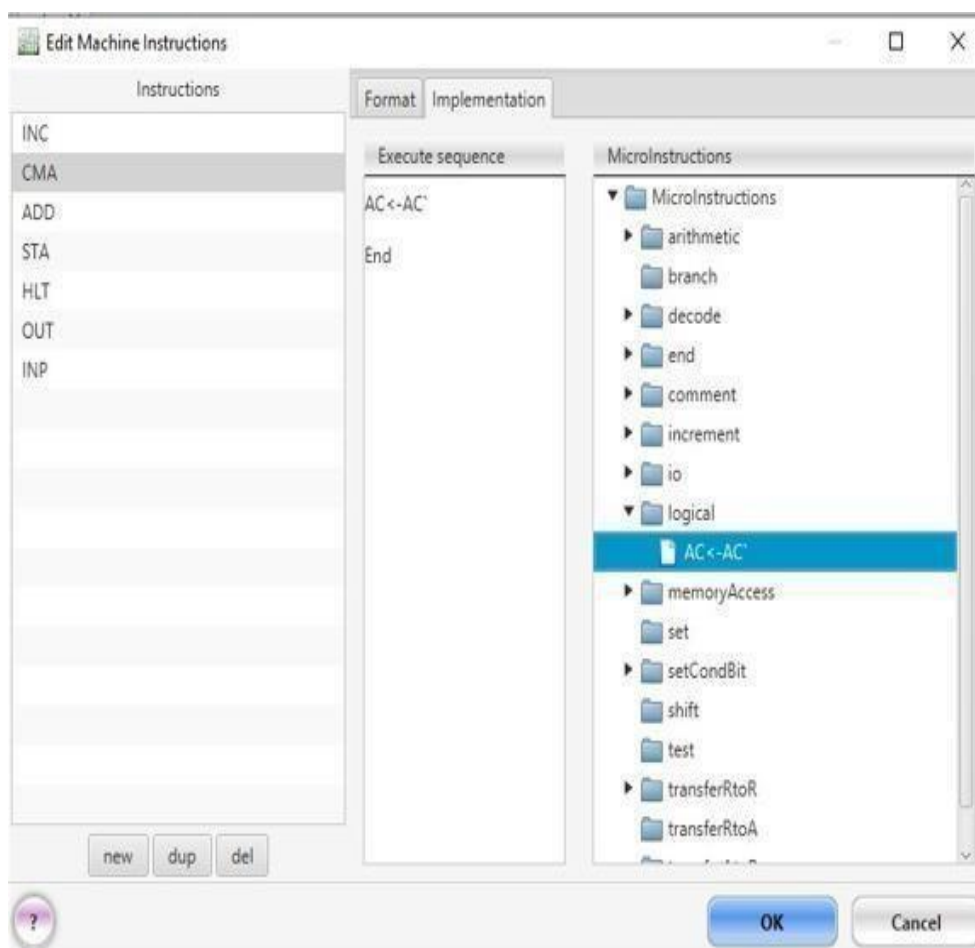 Edit Machine Instructions
Instructions
INC
CMA
ADD
STA
HLT
OUT
INP
new dup del
Format Implementation
Execute sequence
AC<-AC`
End
MicroInstructions
MicroInstructions
arithmetic
branch
decode
end
comment
increment
io
logical
AC<-AC`
memoryAccess
set
setCondBit
shift
test
transferRtoR
transferRtoA
? OK Cancel